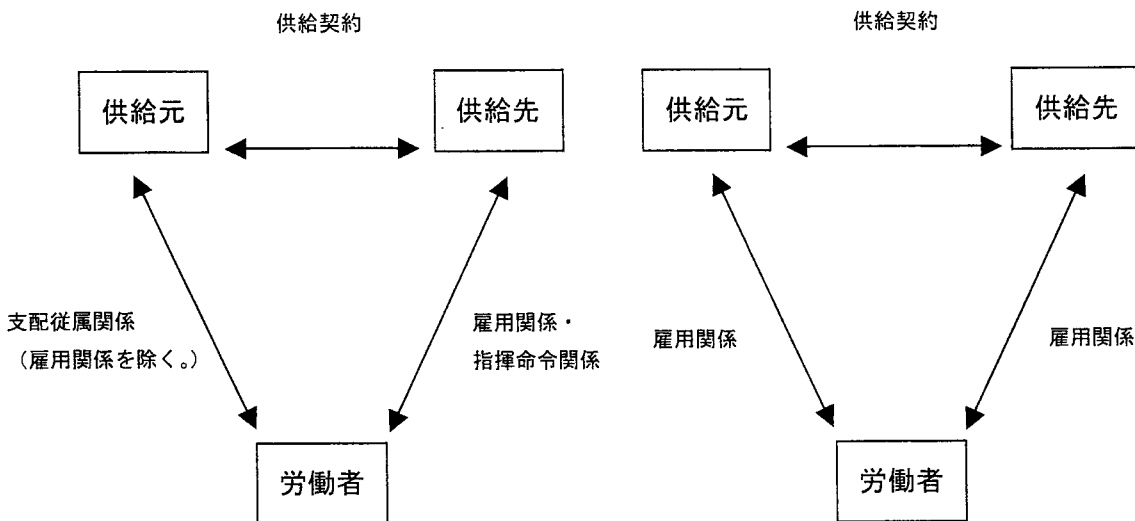 供給契約
供給元
供給先
支配従属関係
（雇用関係を除く。）
雇用関係・
指揮命令関係
労働者
供給契約
供給元
供給先
雇用関係
雇用関係
労働者